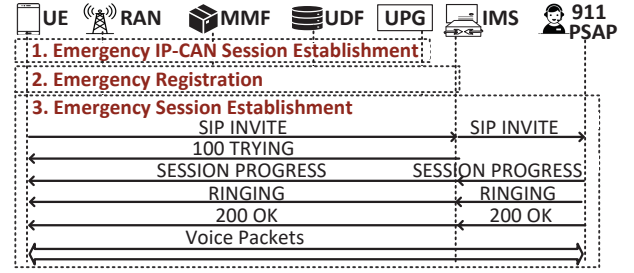 UE RAN MMF UDF UPG IMS 911 PSAP
1. Emergency IP-CAN Session Establishment
2. Emergency Registration
3. Emergency Session Establishment
SIP INVITE SIP INVITE
100 TRYING
SESSION PROGRESS SESSION PROGRESS
RINGING RINGING
200 OK 200 OK
Voice Packets